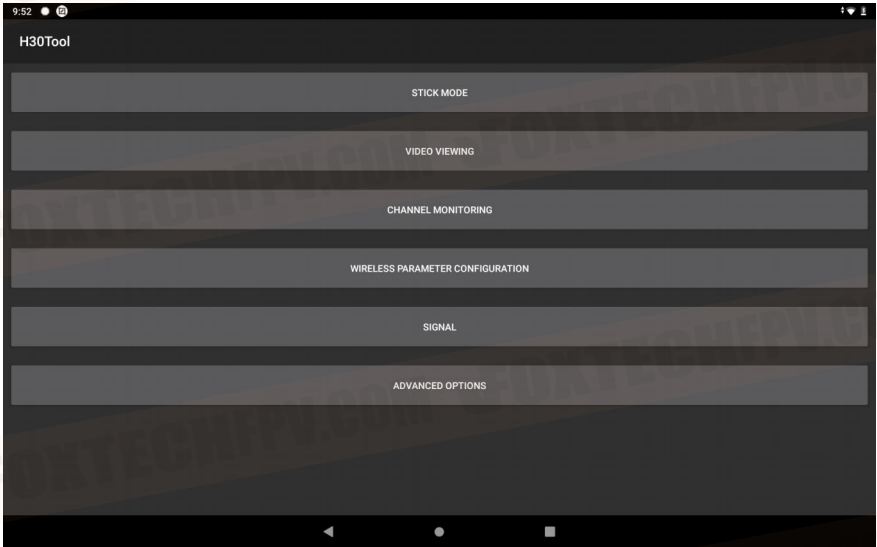 9:52
H30Tool
STICK MODE
VIDEO VIEWING
CHANNEL MONITORING
WIRELESS PARAMETER CONFIGURATION
SIGNAL
ADVANCED OPTIONS